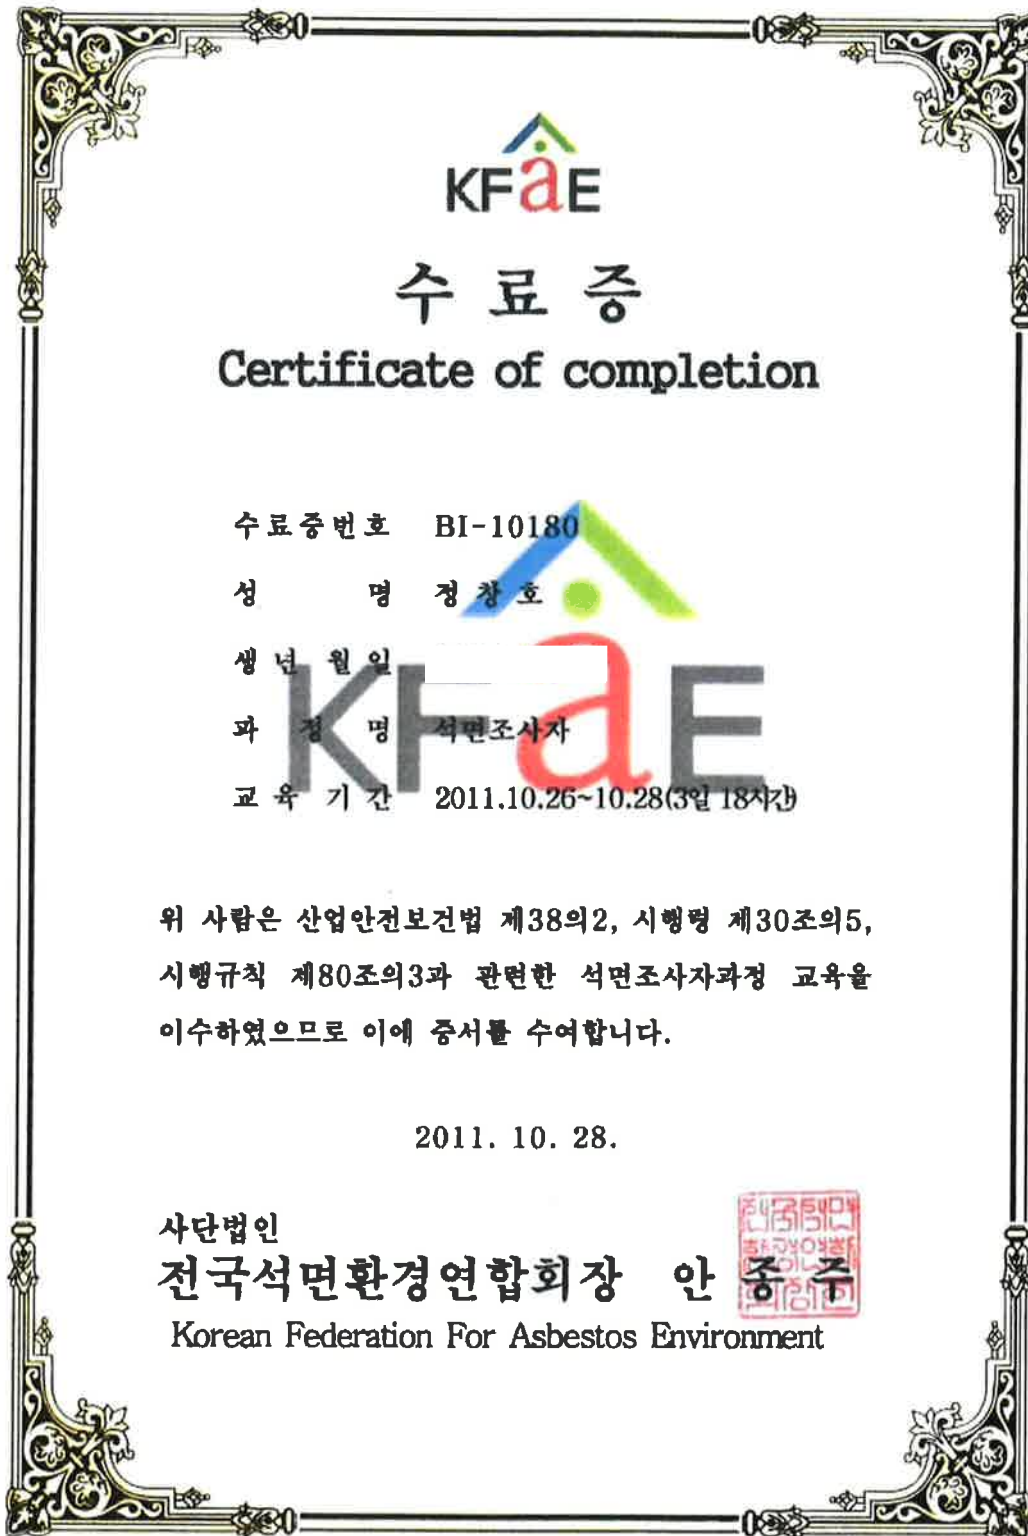 KFaE
수 료 증
Certificate of completion
수료증번호 BI-10180
성 명 정창호
생년월일
과 정 명 석면조사자
교육기간 2011.10.26~10.28(3일 18시간)
KFaE
위 사람은 산업안전보건법 제38의2, 시행령 제30조의5,
시행규칙 제80조의3과 관련한 석면조사자과정 교육을
이수하였으므로 이에 증서를 수여합니다.
2011. 10. 28.
사단법인
전국석면환경연합회장 안 종 주
Korean Federation For Asbestos Environment